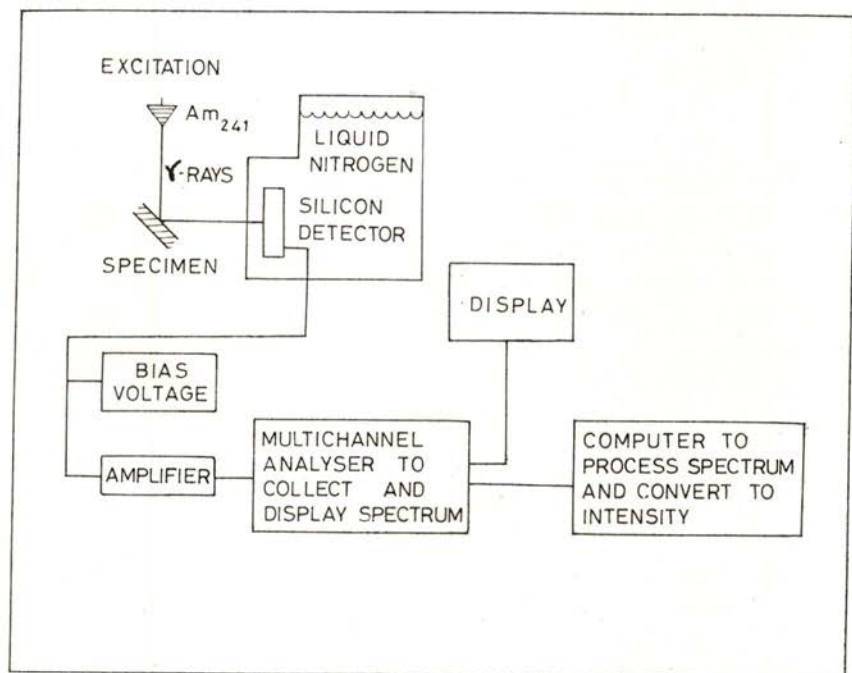 EXCITATION
Am241
γ-RAYS
SPECIMEN
LIQUID
NITROGEN
SILICON
DETECTOR
DISPLAY
BIAS
VOLTAGE
AMPLIFIER
MULTICHANNEL
ANALYSER TO
COLLECT AND
DISPLAY SPECTRUM
COMPUTER TO
PROCESS SPECTRUM
AND CONVERT TO
INTENSITY